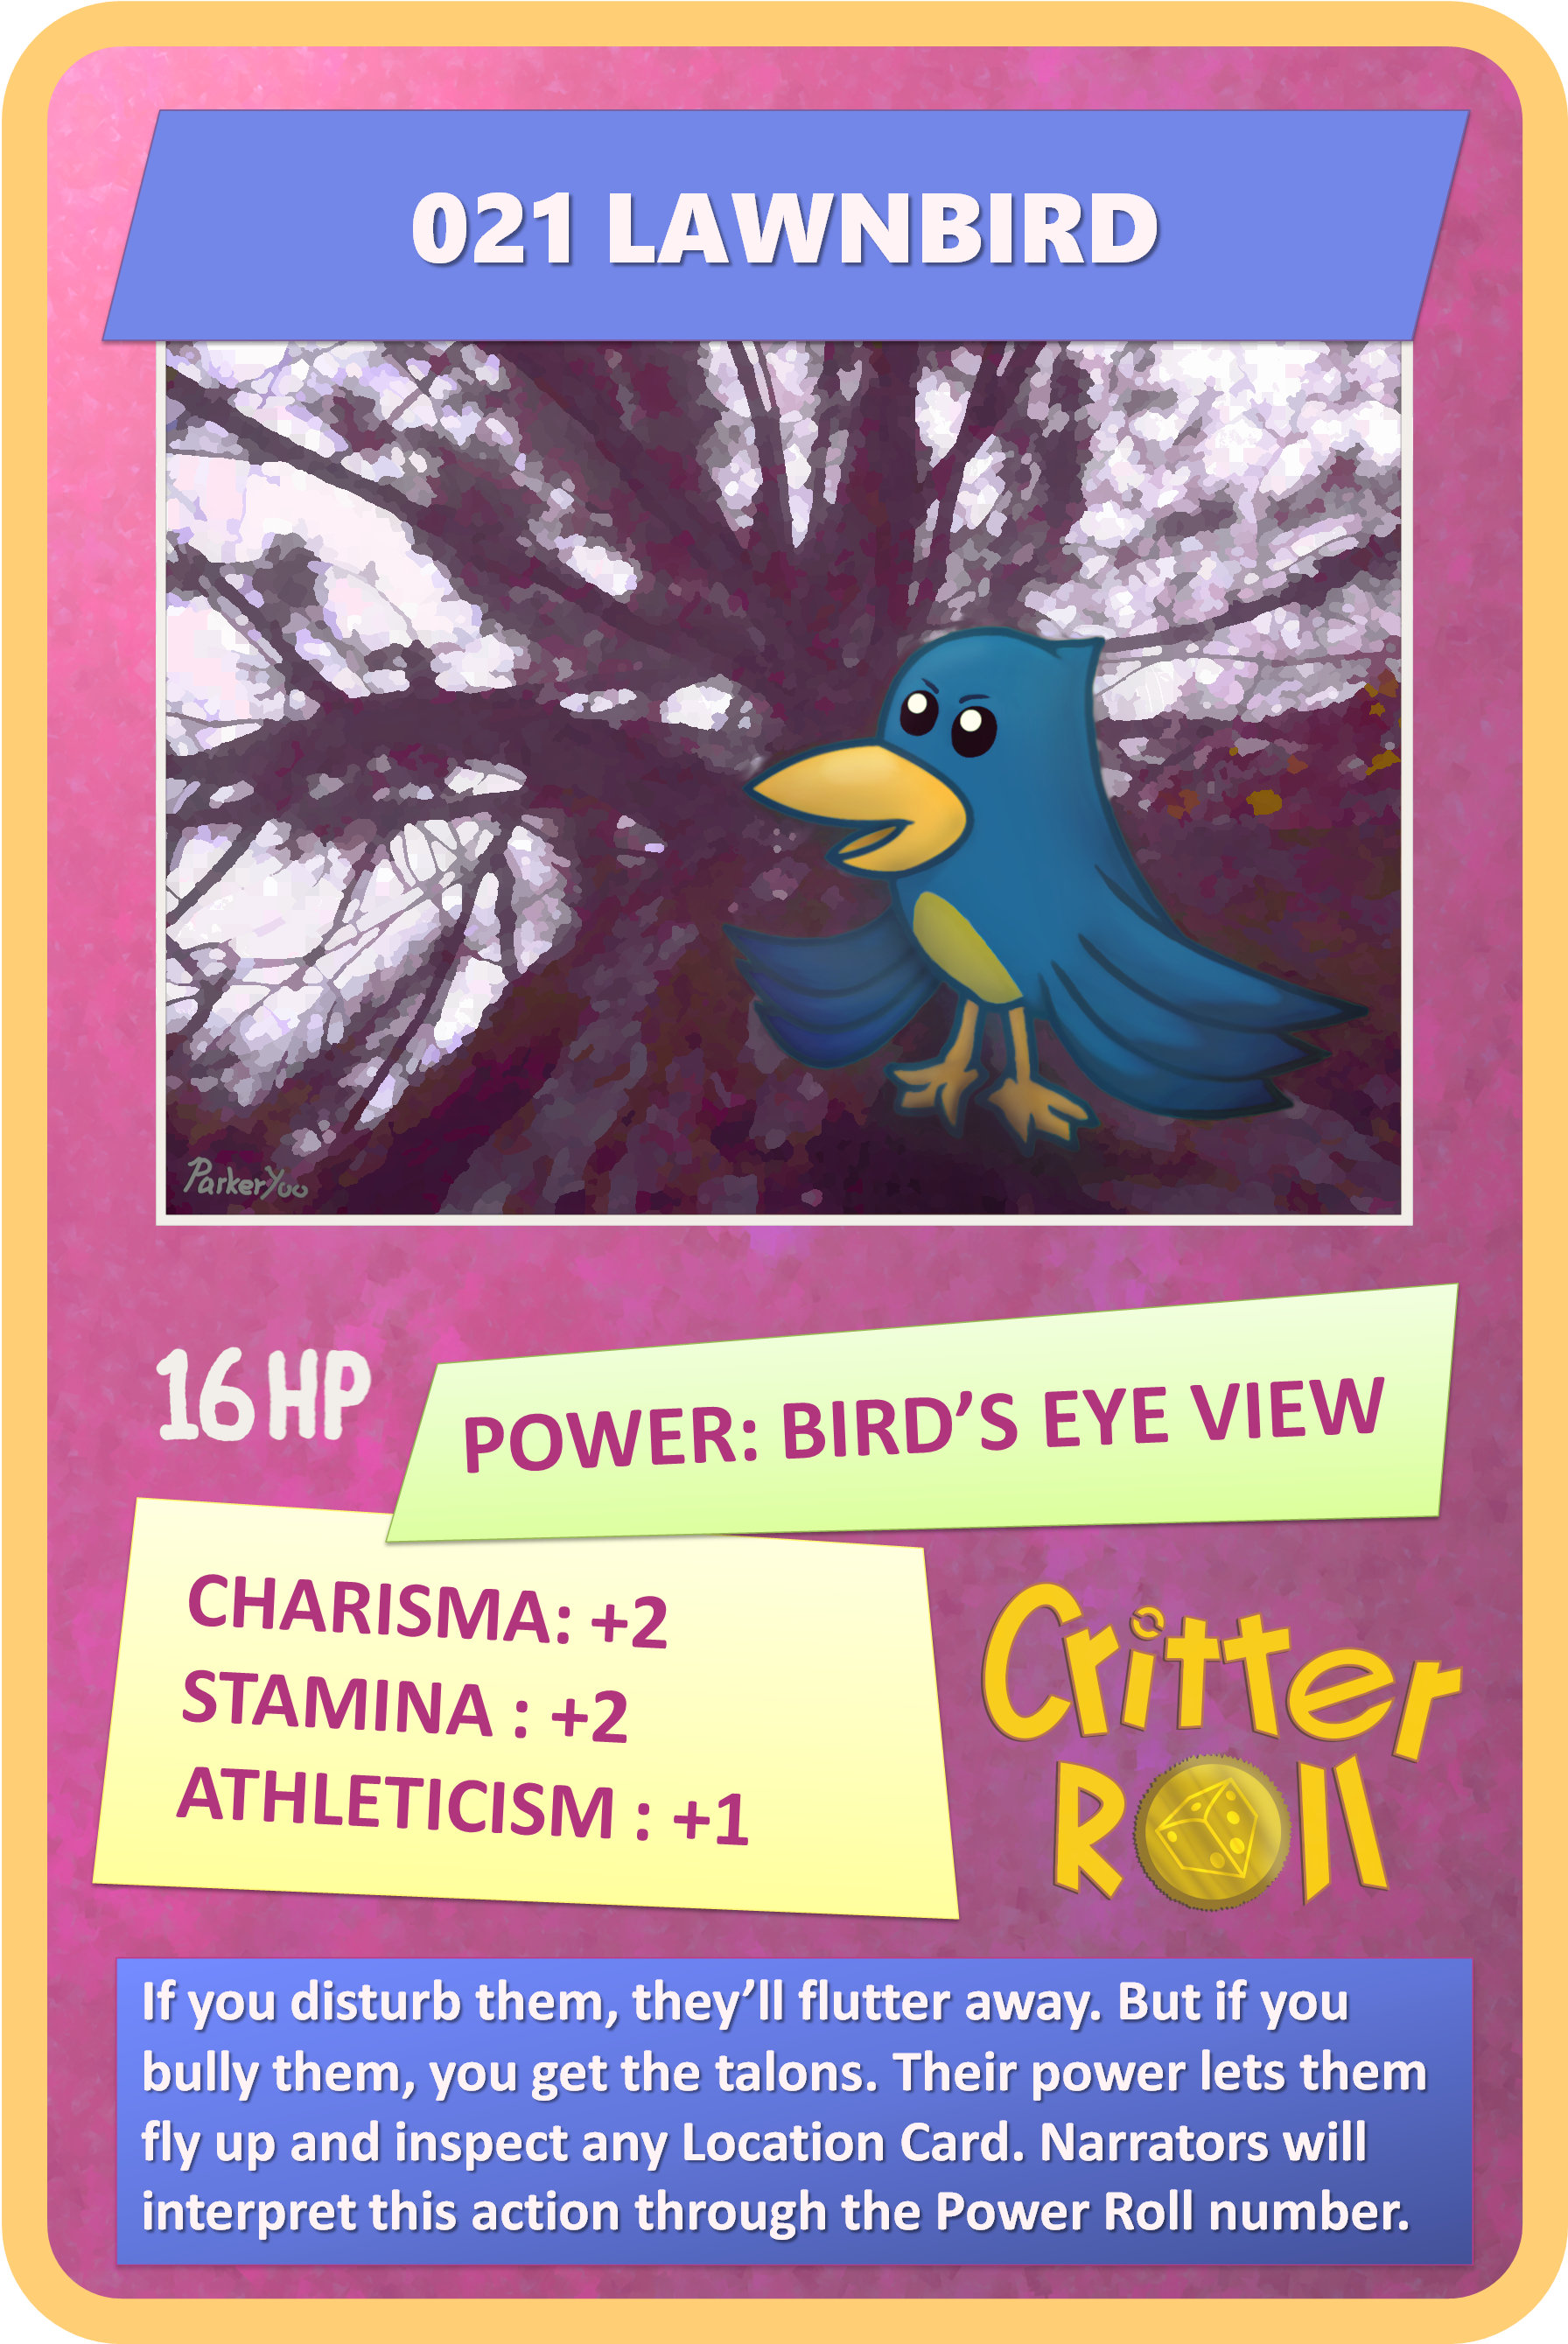 021 LAWNBIRD
ParkerYoo
16 HP
POWER: BIRD’S EYE VIEW
CHARISMA: +2
STAMINA : +2
ATHLETICISM : +1
Critter
Roll
If you disturb them, they’ll flutter away. But if you
bully them, you get the talons. Their power lets them
fly up and inspect any Location Card. Narrators will
interpret this action through the Power Roll number.